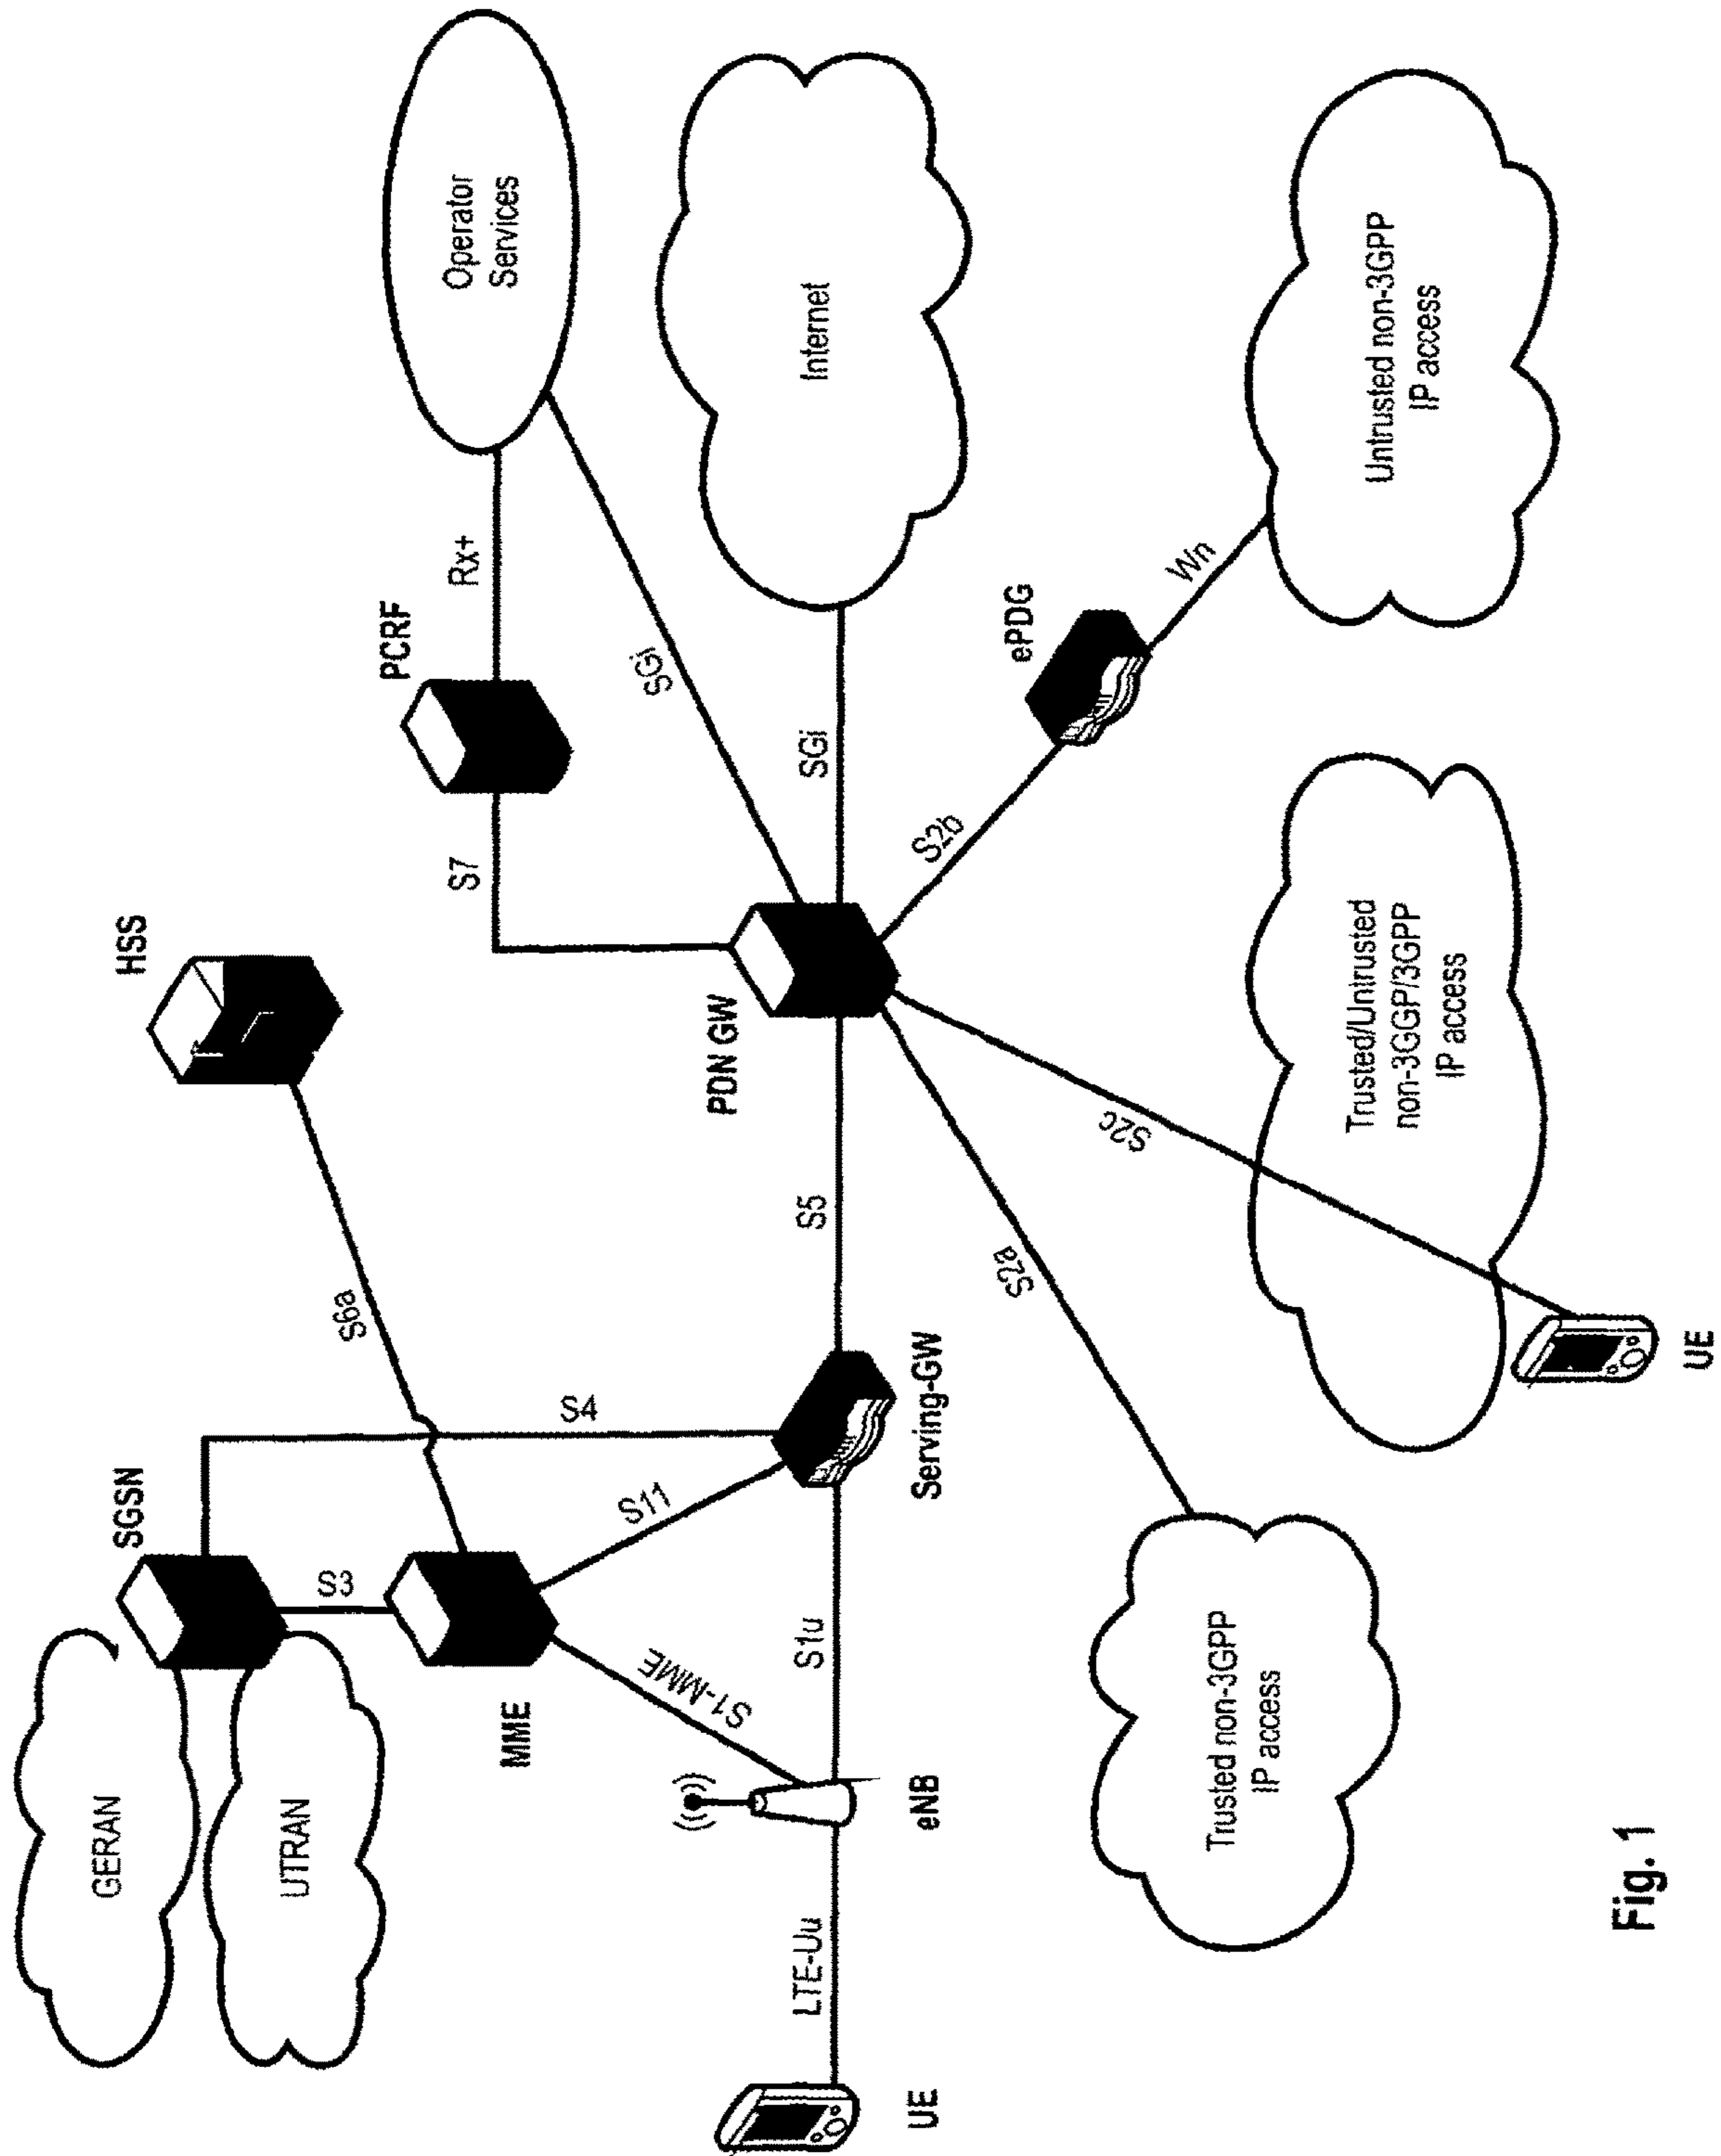 GERAN
UTRAN
SGSN
HSS
S3
S6a
S4
S11
MME
S1-MME
PCRF
S7
Rx+
Operator
Services
SGi
Internet
SGi
PDN GW
S5
Serving-GW
S1u
eNB
LTE-Uu
UE
S2a
S2c
S2b
ePDG
Wn
Trusted non-3GPP
IP access
Trusted/Untrusted
non-3GGP/3GPP
IP access
Untrusted non-3GPP
IP access
UE
Fig. 1